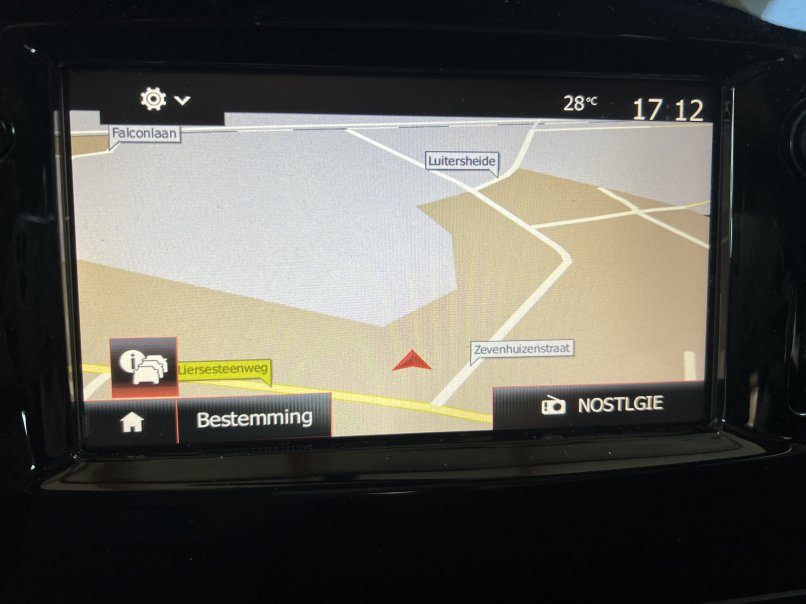 28°C
17 12
Falconlaan
Luitersheide
Zevenhuizenstraat
Liersesteenweg
Bestemming
NOSTLGIE